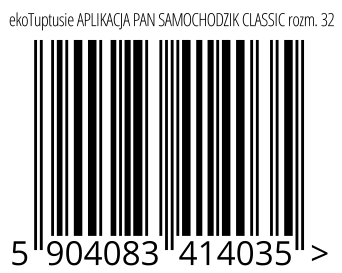 ekoTuptusie APLIKACJA PAN SAMOCHODZIK CLASSIC rozm. 32
5 904083 414035 >